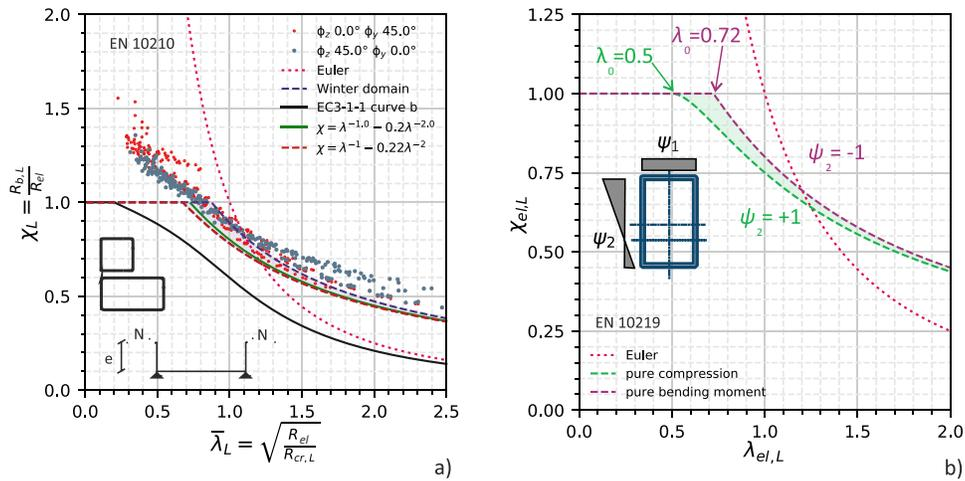 EN 10210
ϕz 0.0° ϕy 45.0°
ϕz 45.0° ϕy 0.0°
Euler
Winter domain
EC3-1-1 curve b
χ = λ^−1.0 − 0.2λ^−2.0
χ = λ^−1 − 0.22λ^−2
2.0
1.5
1.0
0.5
0.0
χL = Rb,L/Rel
N
N
e
0.0 0.5 1.0 1.5 2.0 2.5
λ̅L = √(Rel/Rcr,L)
a)
1.25
1.00
0.75
0.50
0.25
0.00
χel,L
λ0=0.5
λ0=0.72
ψ1
ψ2
ψ2= -1
ψ2= +1
EN 10219
Euler
pure compression
pure bending moment
0.0 0.5 1.0 1.5 2.0
λel,L
b)